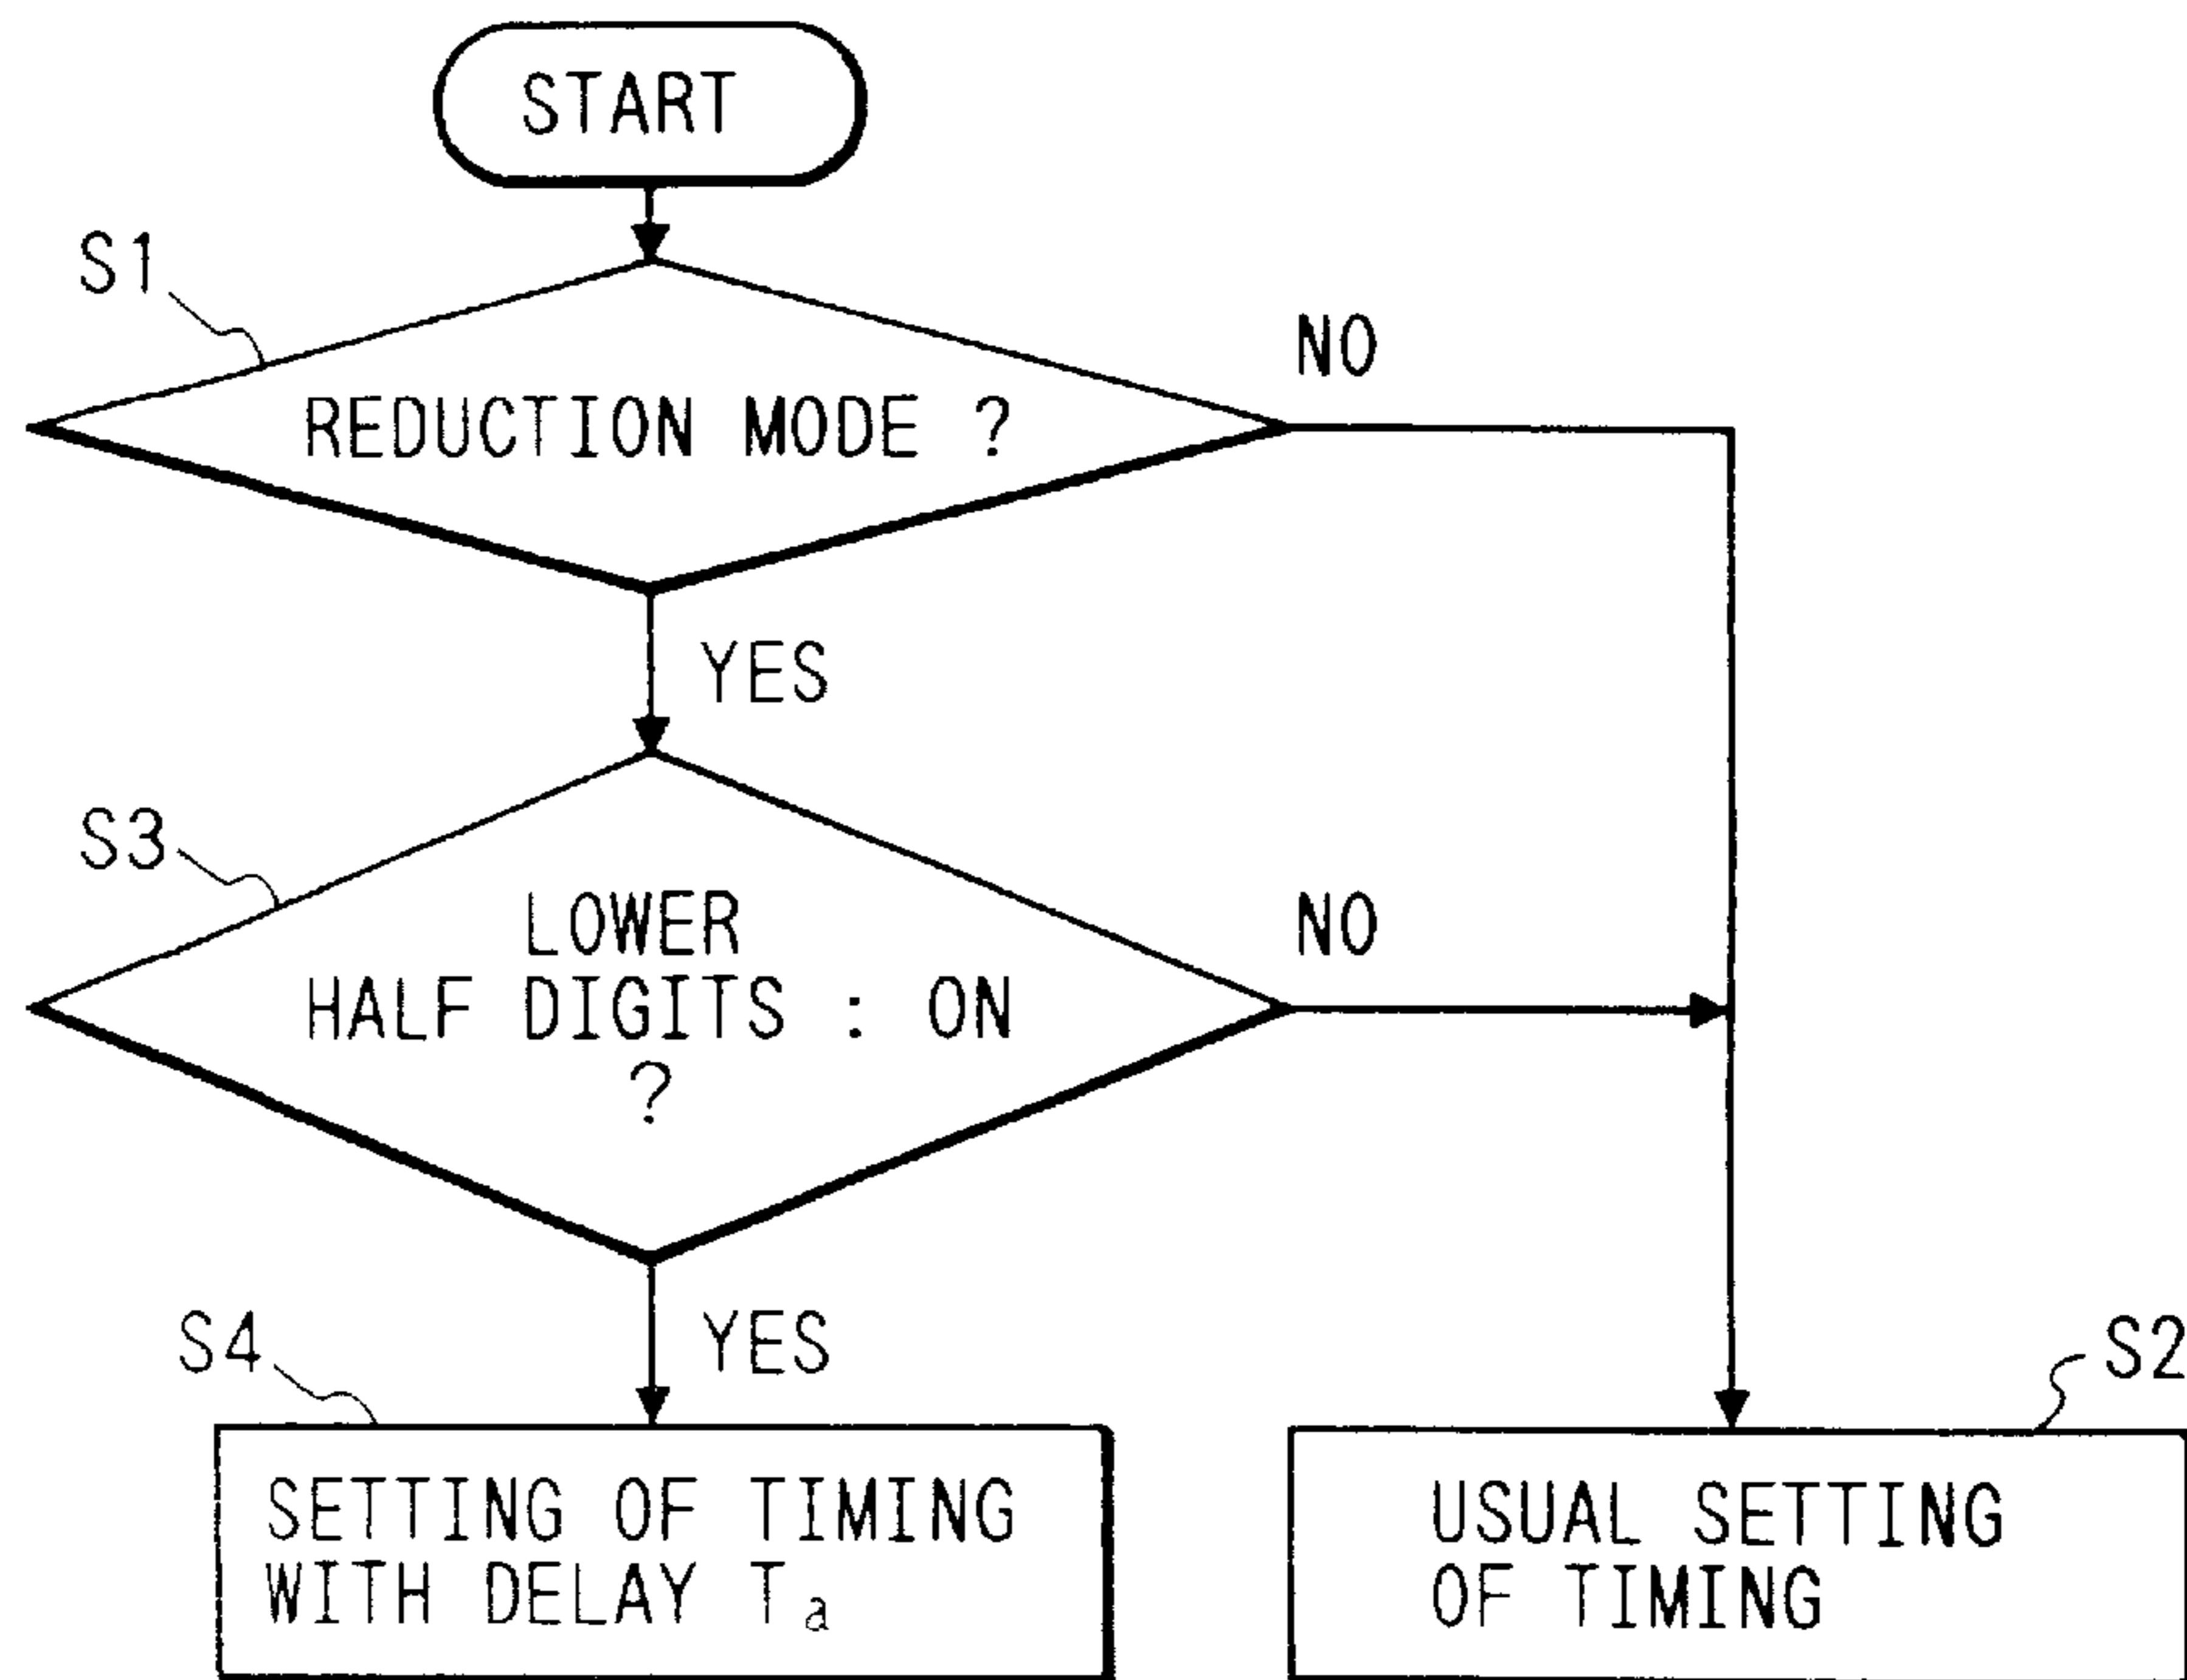 START
S1
NO
REDUCTION MODE ?
YES
S3
LOWER
NO
HALF DIGITS : ON
?
S4
YES
S2
SETTING OF TIMING
WITH DELAY Ta
USUAL SETTING
OF TIMING